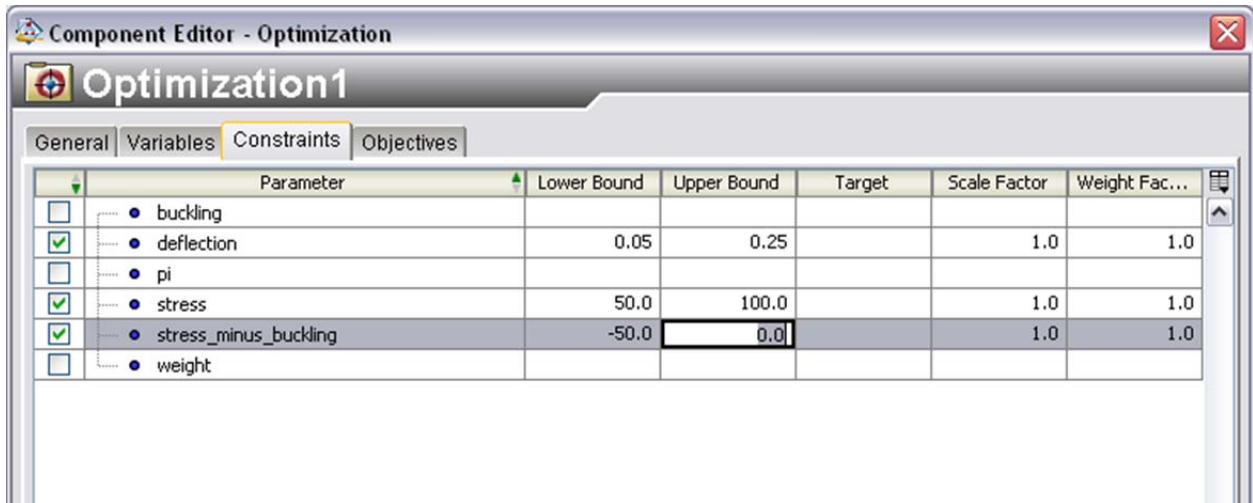 Component Editor - Optimization
Optimization1
General Variables Constraints Objectives
Parameter Lower Bound Upper Bound Target Scale Factor Weight Fac...
buckling
deflection 0.05 0.25 1.0 1.0
pi
stress 50.0 100.0 1.0 1.0
stress_minus_buckling -50.0 0.0 1.0 1.0
weight